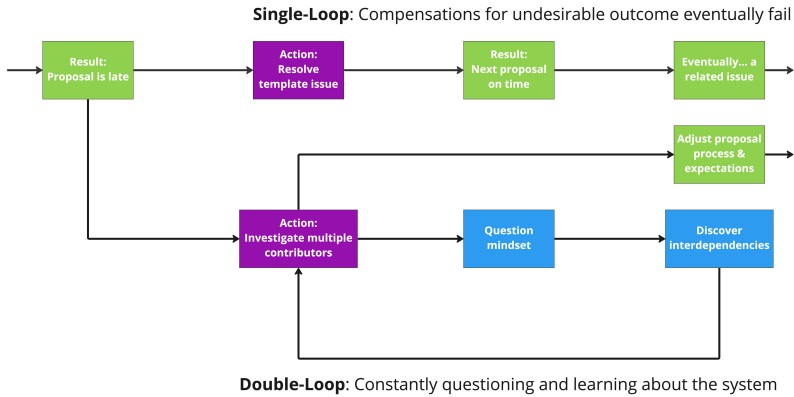 Single-Loop: Compensations for undesirable outcome eventually fail
Result:
Proposal is late
Action:
Resolve
template issue
Result:
Next proposal
on time
Eventually... a
related issue
Adjust proposal
process &
expectations
Action:
Investigate multiple
contributors
Question
mindset
Discover
interdependencies
Double-Loop: Constantly questioning and learning about the system